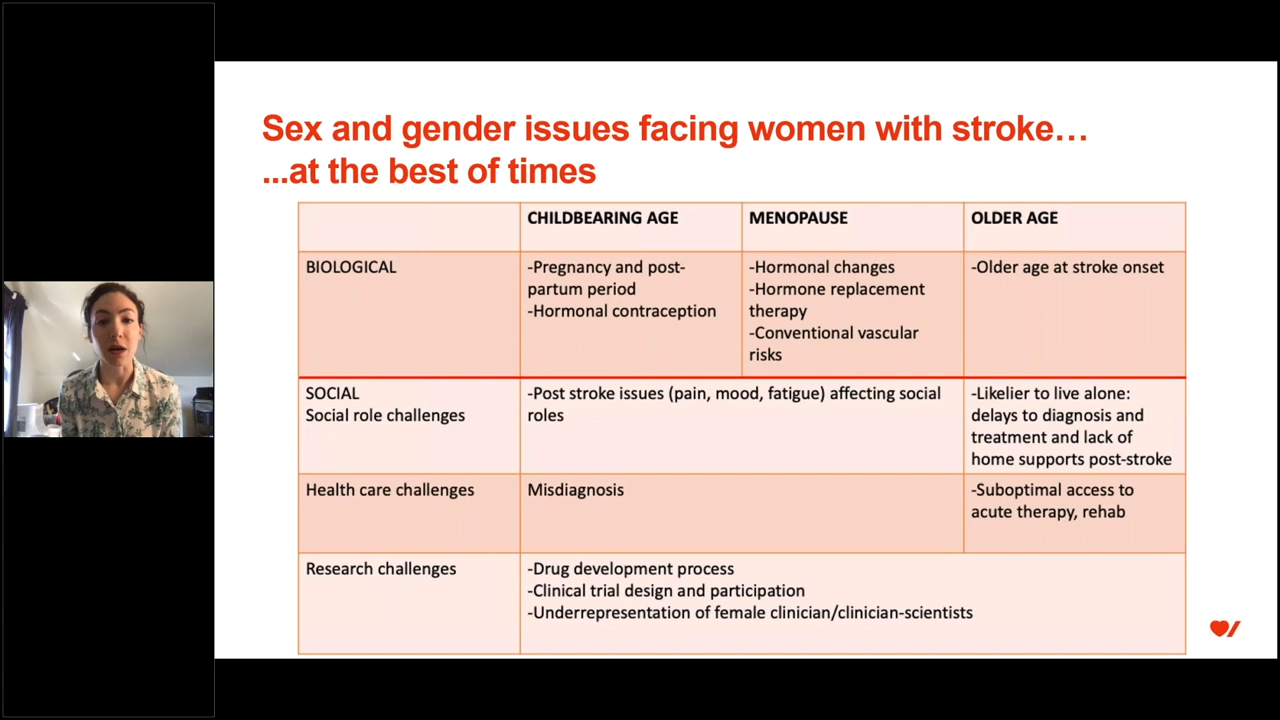 Sex and gender issues facing women with stroke…
...at the best of times
CHILDBEARING AGE
MENOPAUSE
OLDER AGE
BIOLOGICAL
-Pregnancy and post-
partum period
-Hormonal contraception
-Hormonal changes
-Hormone replacement
therapy
-Conventional vascular
risks
-Older age at stroke onset
SOCIAL
Social role challenges
-Post stroke issues (pain, mood, fatigue) affecting social
roles
-Likelier to live alone:
delays to diagnosis and
treatment and lack of
home supports post-stroke
Health care challenges
Misdiagnosis
-Suboptimal access to
acute therapy, rehab
Research challenges
-Drug development process
-Clinical trial design and participation
-Underrepresentation of female clinician/clinician-scientists